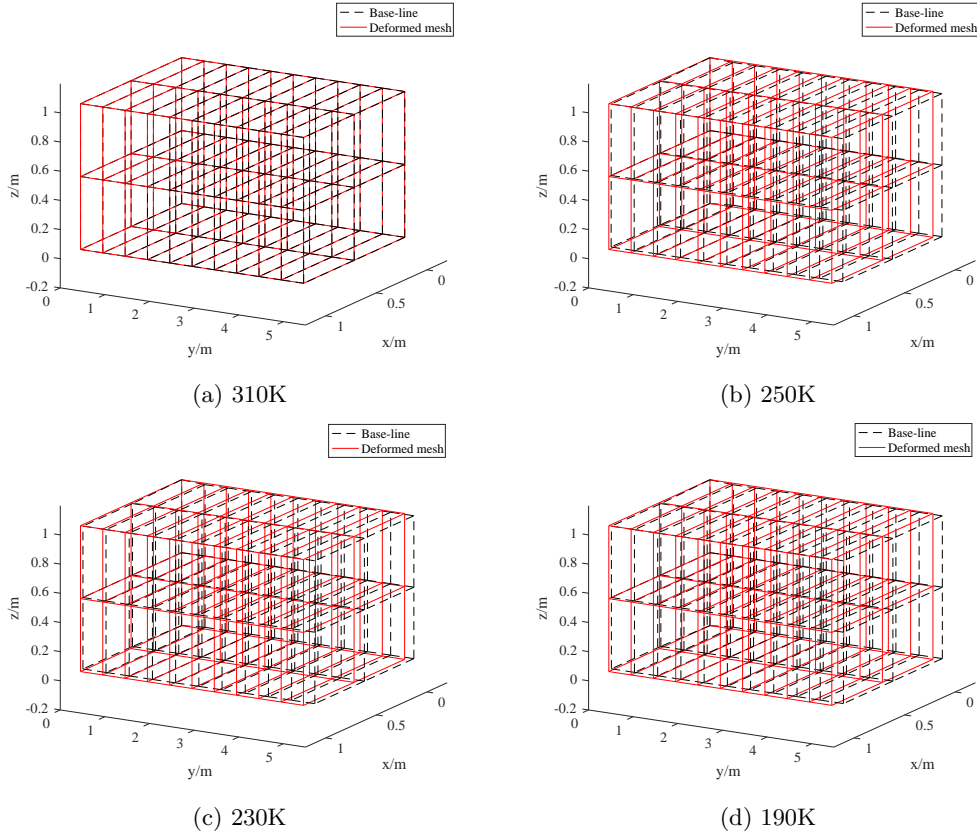 Base-line
Deformed mesh
1
0.8
0.6
0.4
0.2
0
-0.2
z/m
0
1
2
3
4
5
y/m
1
0.5
0
x/m
(a) 310K
Base-line
Deformed mesh
1
0.8
0.6
0.4
0.2
0
-0.2
z/m
0
1
2
3
4
5
y/m
1
0.5
0
x/m
(b) 250K
Base-line
Deformed mesh
1
0.8
0.6
0.4
0.2
0
-0.2
z/m
0
1
2
3
4
5
y/m
1
0.5
0
x/m
(c) 230K
Base-line
Deformed mesh
1
0.8
0.6
0.4
0.2
0
-0.2
z/m
0
1
2
3
4
5
y/m
1
0.5
0
x/m
(d) 190K